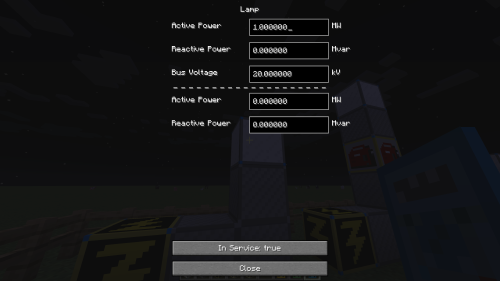 Lamp
Active Power 1.000000_ MW
Reactive Power 0.000000 Mvar
Bus Voltage 20.000000 kV
Active Power 0.000000 MW
Reactive Power 0.000000 Mvar
In Service: true
Close